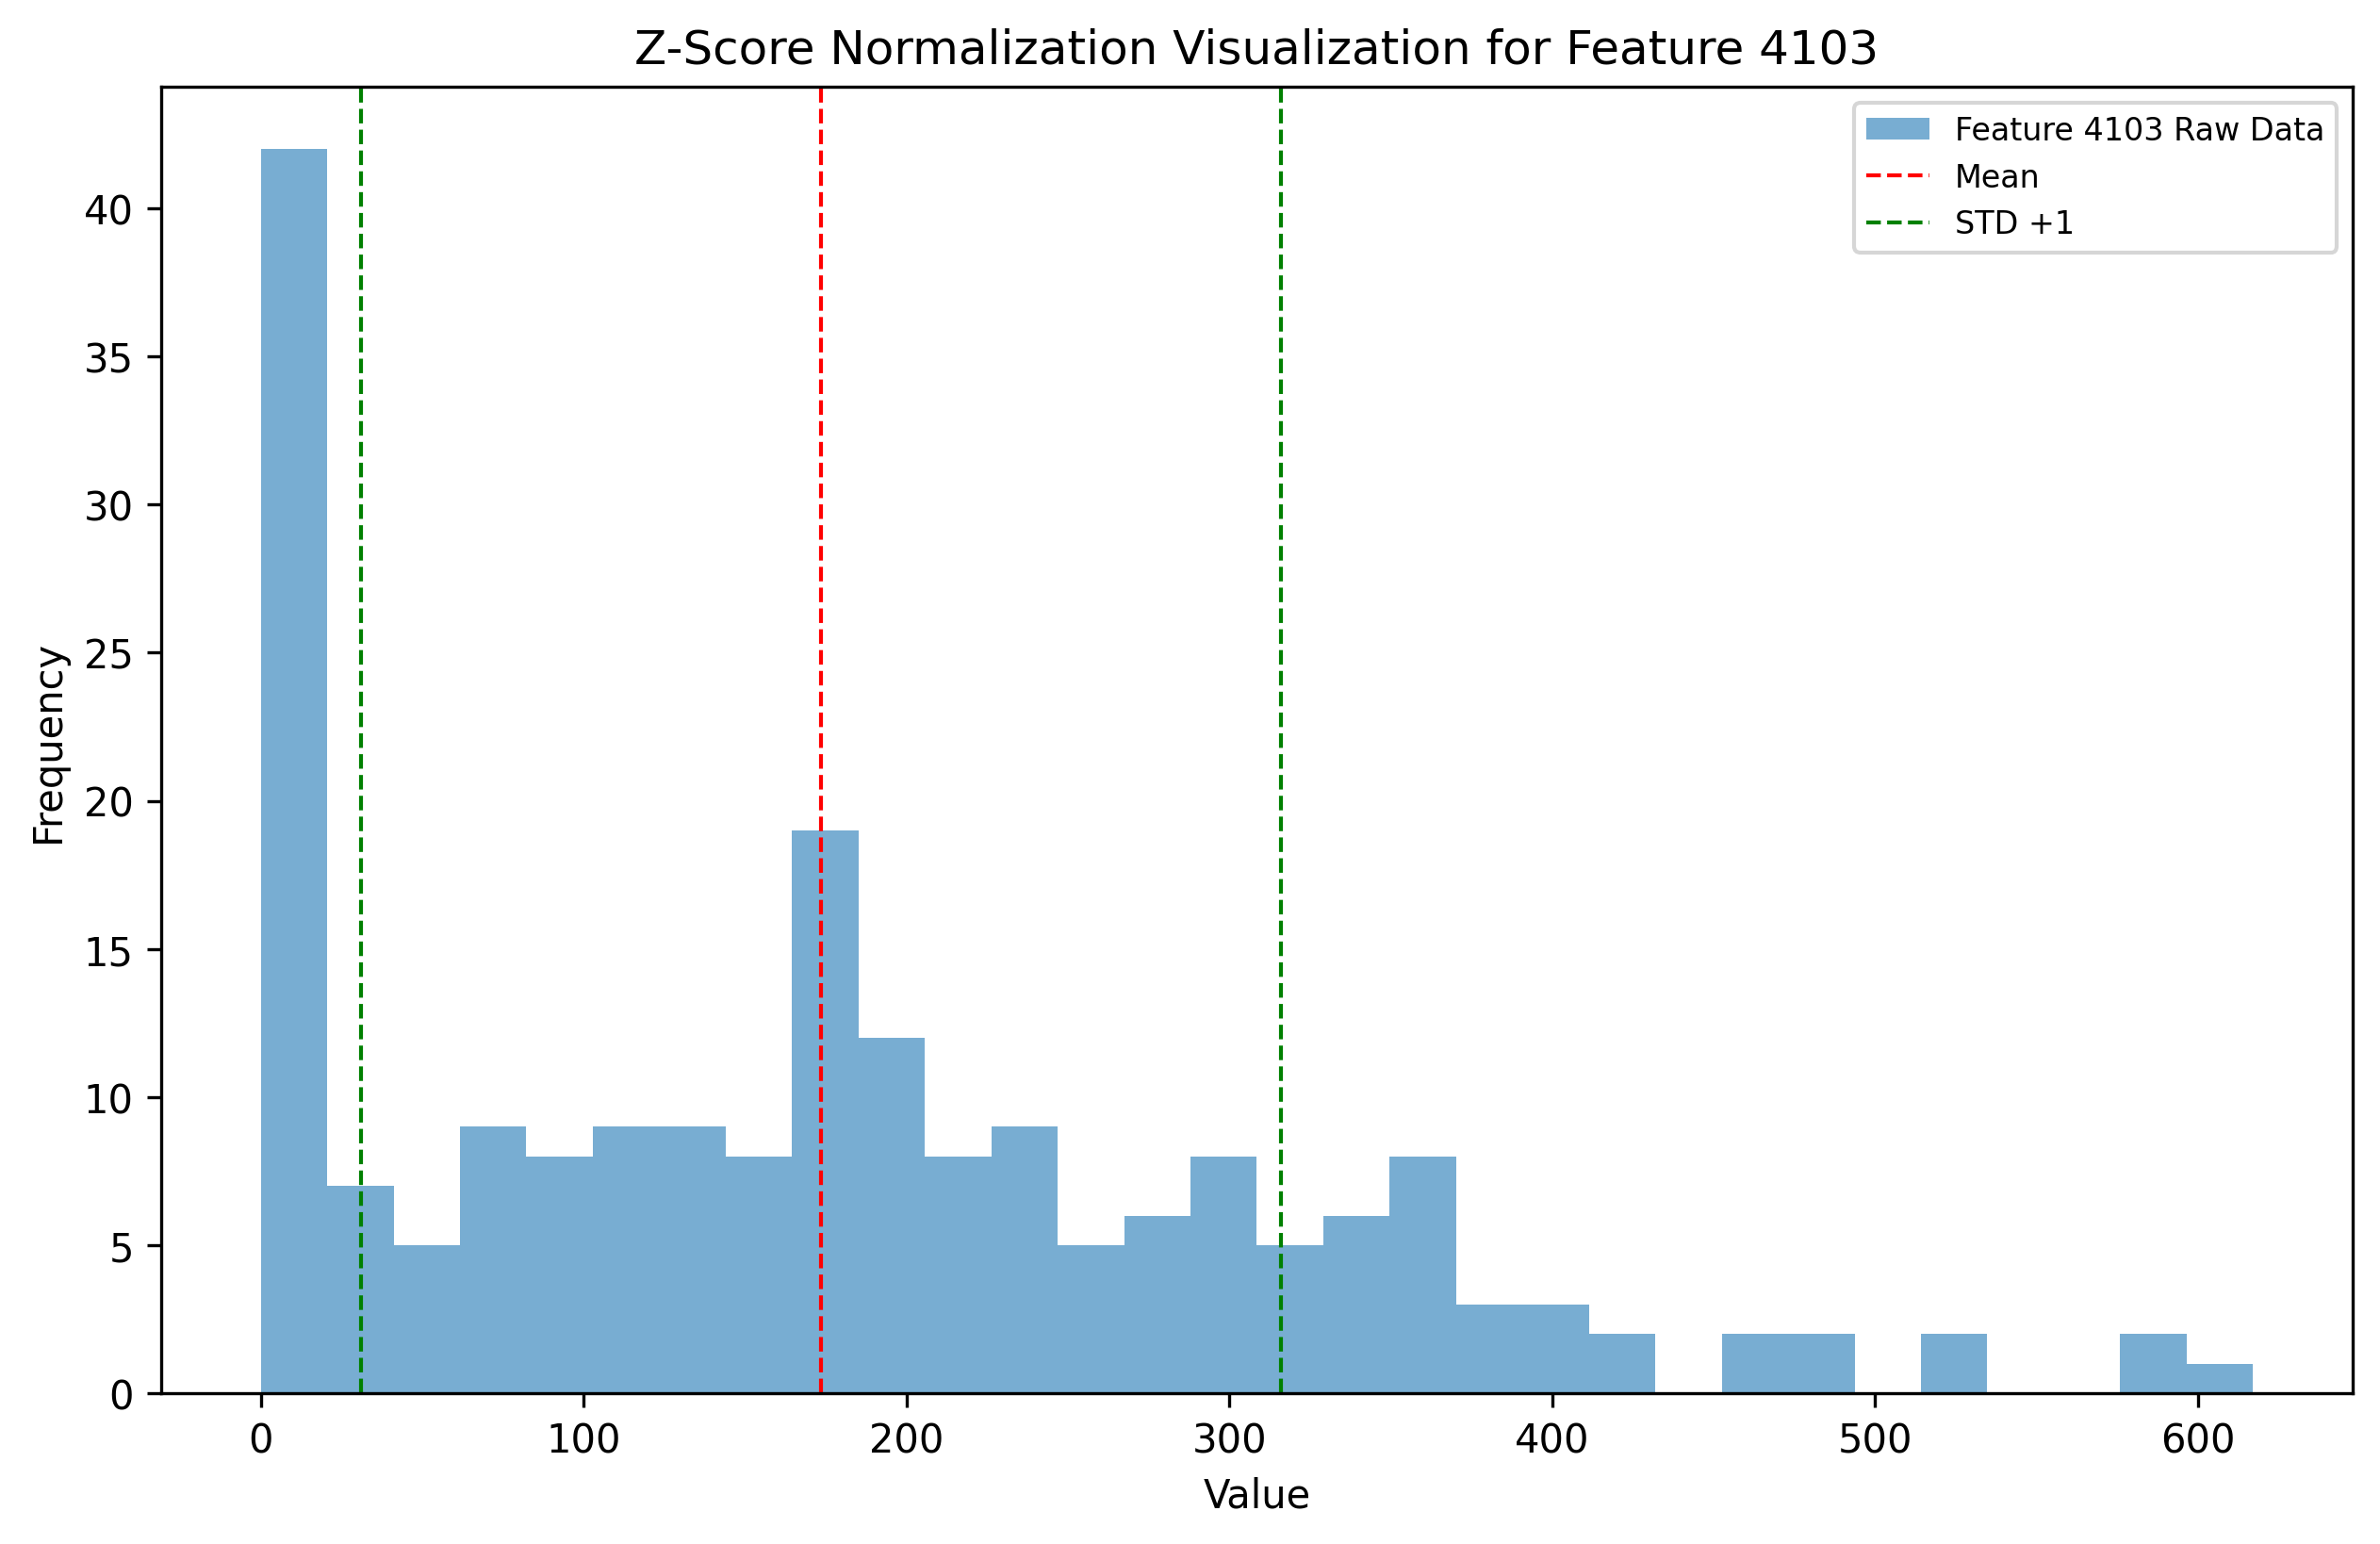 Z-Score Normalization Visualization for Feature 4103
Feature 4103 Raw Data
Mean
STD +1
Frequency
40
35
30
25
20
15
10
5
0
0 100 200 300 400 500 600
Value